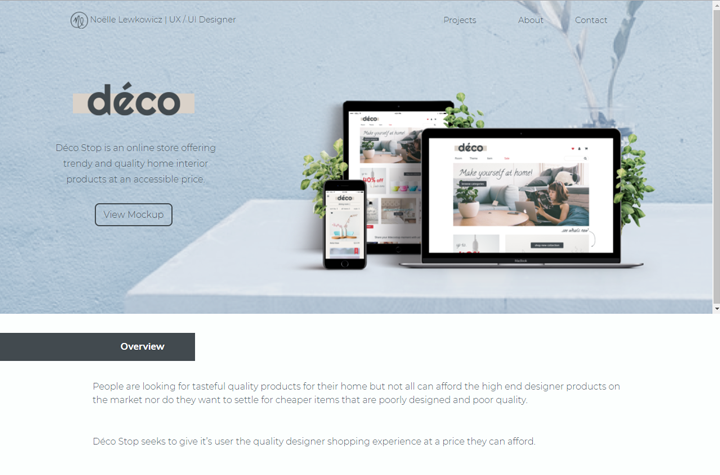 Noëlle Lewkowicz | UX / UI Designer
Projects
About
Contact
déco
Déco Stop is an online store offering
trendy and quality home interior
products at an accessible price
View Mockup
déco
déco
déco
Make yourself at home!
Make yourself at home!
Overview
People are looking for tasteful quality products for their home but not all can afford the high end designer products on
the market nor do they want to settle for cheaper items that are poorly designed and poor quality.
Déco Stop seeks to give it's user the quality designer shopping experience at a price they can afford.